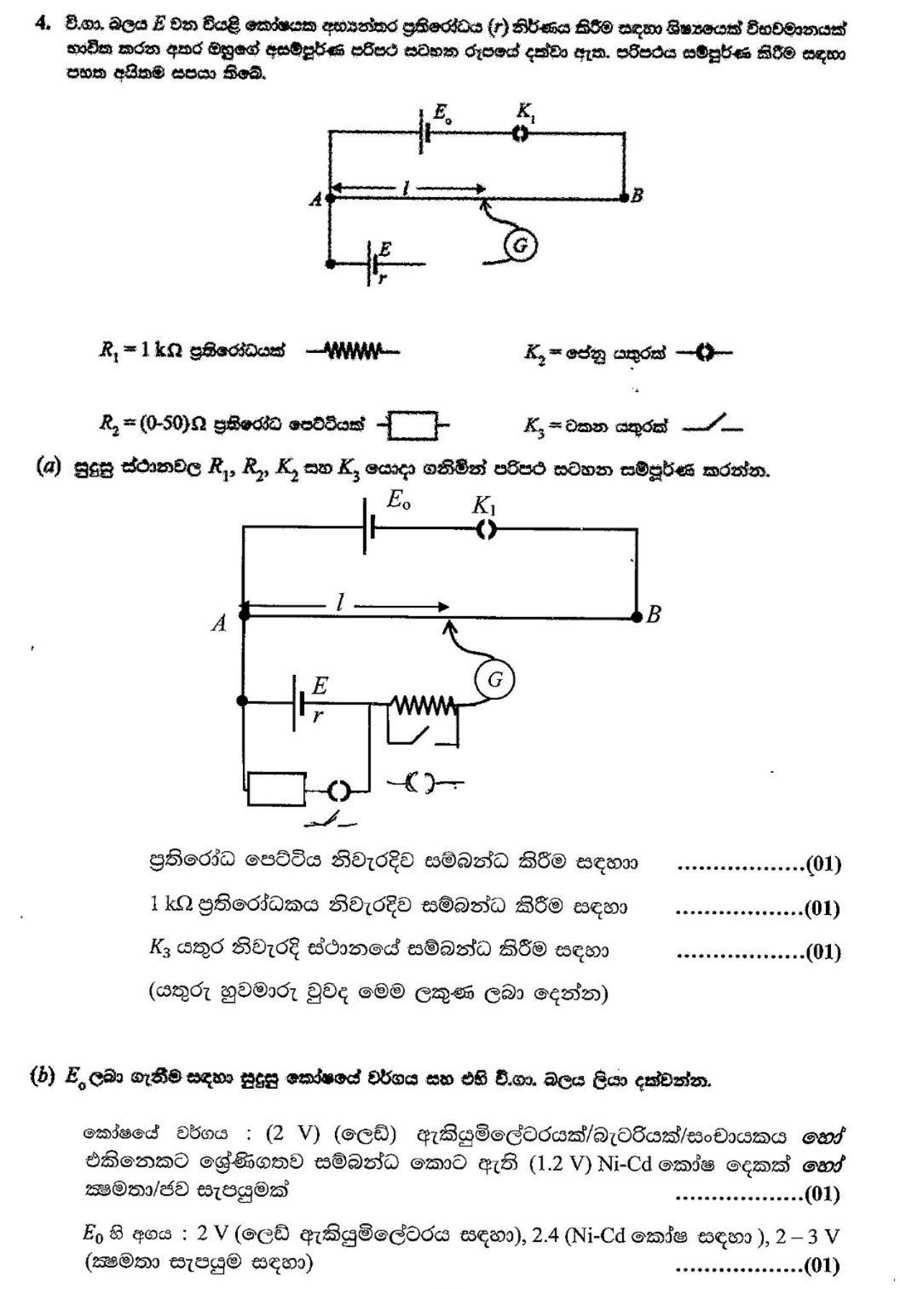 4. වි.ගා. බලය E වන වියළි කෝෂයක අභ්‍යන්තර ප්‍රතිරෝධය (r) නිර්ණය කිරීම සඳහා ශිෂ්‍යයෙක් විභවමානයක්
භාවිත කරන අතර ඔහුගේ අසම්පූර්ණ පරිපථ සටහන රූපයේ දක්වා ඇත. පරිපථය සම්පූර්ණ කිරීම සඳහා
පහත අයිතම සපයා තිබේ.
E₀ K₁
l
A B
G
E
r
R₁ = 1 kΩ ප්‍රතිරෝධයක් K₂ = පේනු යතුරක්
R₂ = (0-50)Ω ප්‍රතිරෝධ පෙට්ටියක් K₃ = ටකන යතුරක්
(a) සුදුසු ස්ථානවල R₁, R₂, K₂ සහ K₃ යොදා ගනිමින් පරිපථ සටහන සම්පූර්ණ කරන්න.
E₀ K₁
l
A B
G
E
r
ප්‍රතිරෝධ පෙට්ටිය නිවැරදිව සම්බන්ධ කිරීම සඳහාා ...................(01)
1 kΩ ප්‍රතිරෝධකය නිවැරදිව සම්බන්ධ කිරීම සඳහා ...................(01)
K₃ යතුර නිවැරදි ස්ථානයේ සම්බන්ධ කිරීම සඳහා ...................(01)
(යතුරු හුවමාරු වුවද මෙම ලකුණ ලබා දෙන්න)
(b) E₀ ලබා ගැනීම සඳහා සුදුසු කෝෂයේ වර්ගය සහ එහි වි.ගා. බලය ලියා දක්වන්න.
කෝෂයේ වර්ගය : (2 V) (ලෙඩ්) ඇකියුමිලේටරයක්/බැටරියක්/සංචායකය හෝ
එකිනෙකට ශ්‍රේණිගතව සම්බන්ධ කොට ඇති (1.2 V) Ni-Cd කෝෂ දෙකක් හෝ
ක්‍ෂමතා/ජව සැපයුමක් ...................(01)
E₀ හි අගය : 2 V (ලෙඩ් ඇකියුමිලේටරය සඳහා), 2.4 (Ni-Cd කෝෂ සඳහා ), 2 – 3 V
(ක්‍ෂමතා සැපයුම සඳහා) ...................(01)